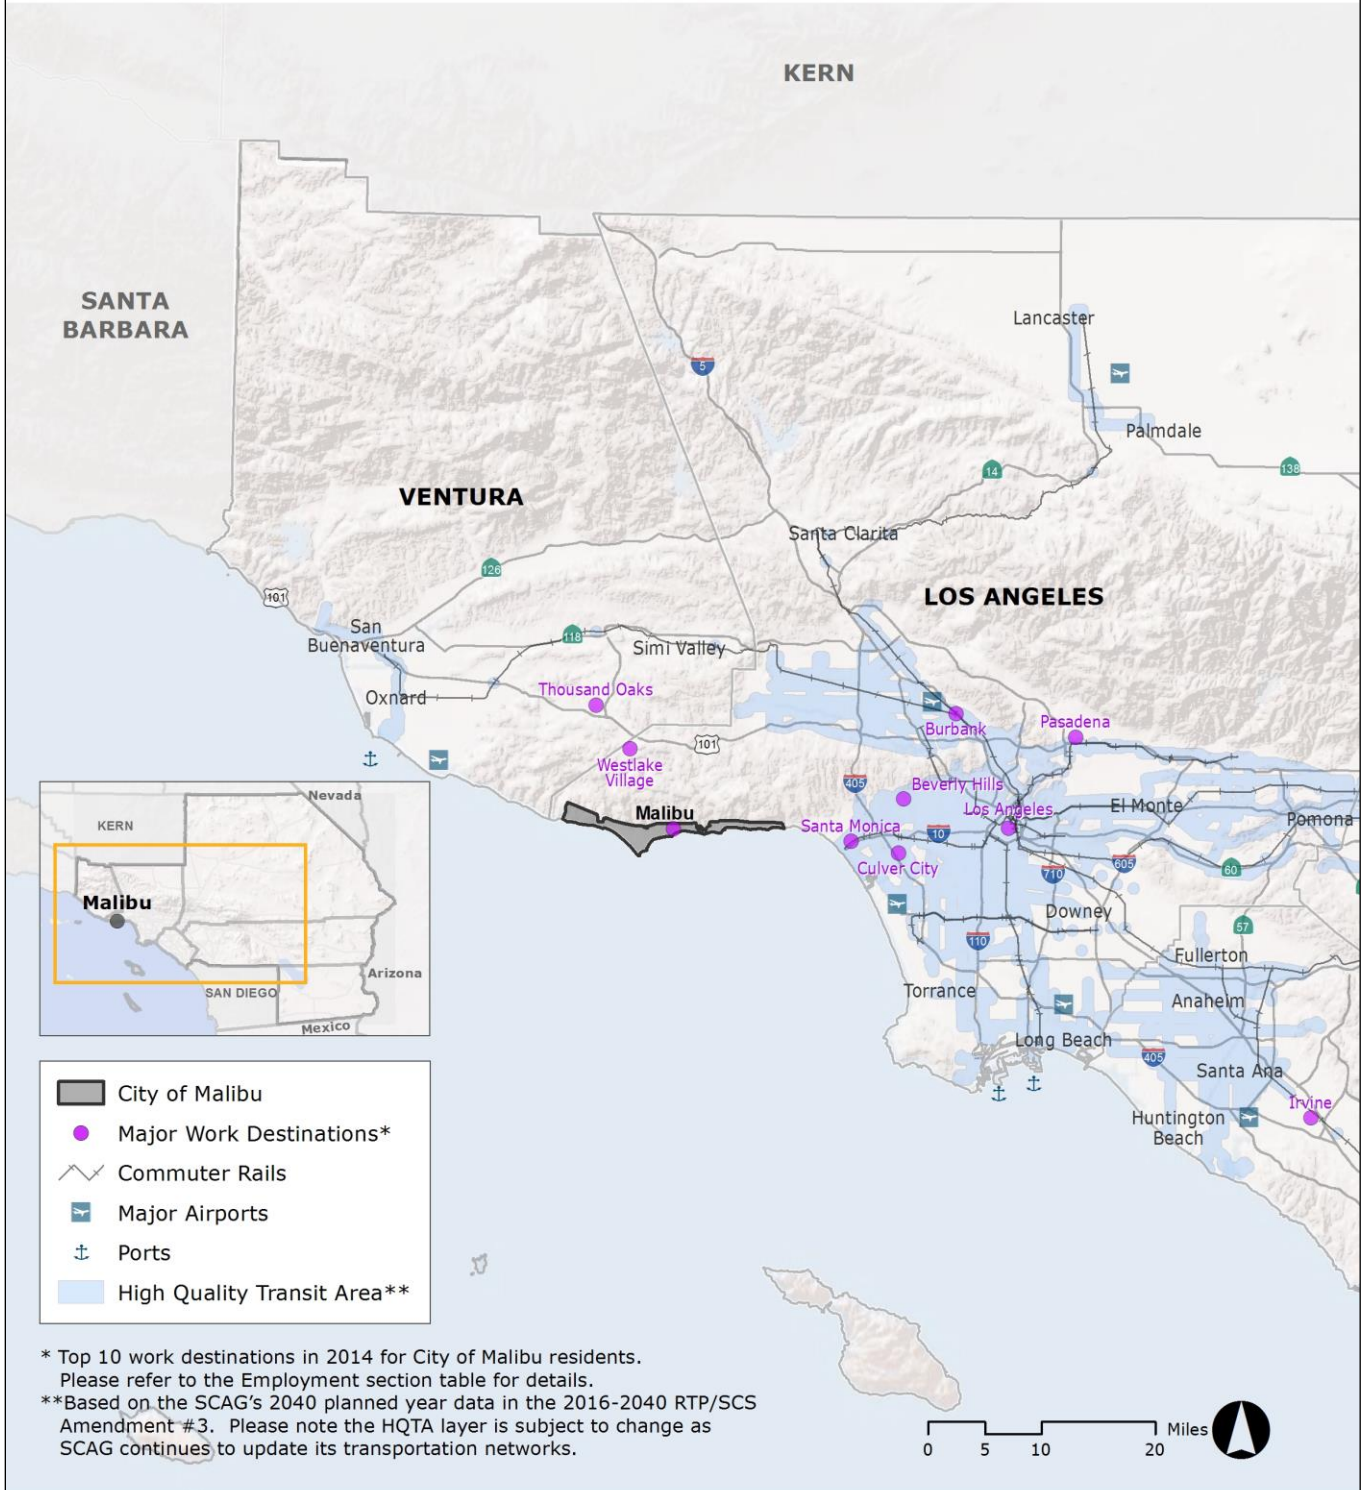 KERN
SANTA
BARBARA
Lancaster
5
Palmdale
14
138
VENTURA
Santa Clarita
126
LOS ANGELES
101
San
Buenaventura
118
Simi Valley
Thousand Oaks
Oxnard
Burbank
Pasadena
101
Westlake
Village
405
Beverly Hills
Malibu
Los Angeles
El Monte
Santa Monica
10
Pomona
Culver City
605
60
710
Downey
57
110
Fullerton
Torrance
Anaheim
Long Beach
405
Santa Ana
Huntington
Beach
Irvine
Nevada
KERN
Malibu
Arizona
SAN DIEGO
Mexico
City of Malibu
Major Work Destinations*
Commuter Rails
Major Airports
Ports
High Quality Transit Area**
* Top 10 work destinations in 2014 for City of Malibu residents.
Please refer to the Employment section table for details.
**Based on the SCAG's 2040 planned year data in the 2016-2040 RTP/SCS
Amendment #3. Please note the HQTA layer is subject to change as
SCAG continues to update its transportation networks.
Miles
0 5 10 20